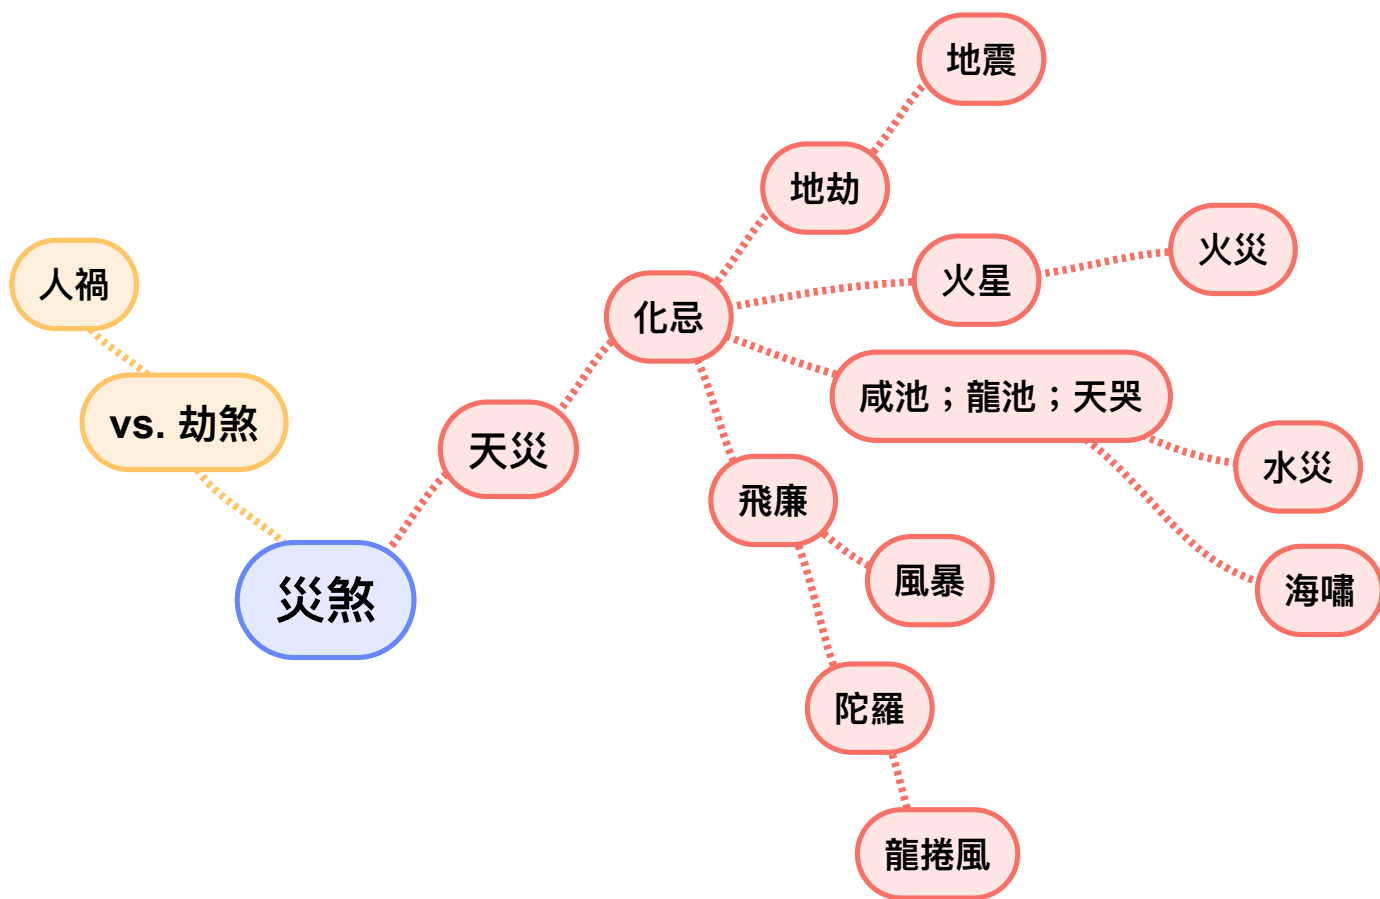 地震
地劫
火災
火星
人禍
化忌
咸池；龍池；天哭
vs. 劫煞
天災
水災
飛廉
風暴
海嘯
災煞
陀羅
龍捲風